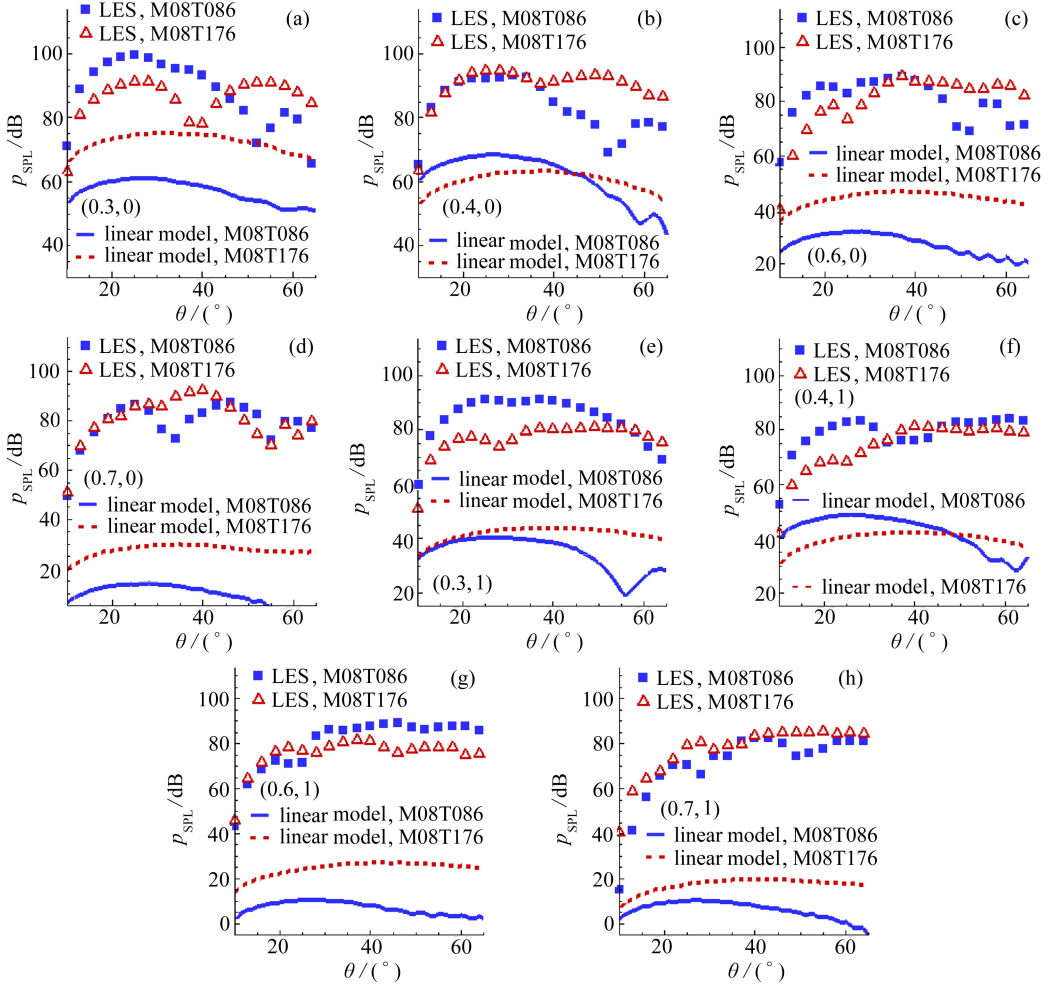 LES, M08T086
LES, M08T176
(a)
100
80
60
40
p_SPL/dB
(0.3, 0)
linear model, M08T086
linear model, M08T176
20
40
60
θ/(°)
LES, M08T086
LES, M08T176
(b)
100
80
60
40
p_SPL/dB
(0.4, 0)
linear model, M08T086
linear model, M08T176
20
40
60
θ/(°)
LES, M08T086
LES, M08T176
(c)
100
80
60
40
20
p_SPL/dB
linear model, M08T086
linear model, M08T176
(0.6, 0)
20
40
60
θ/(°)
LES, M08T086
LES, M08T176
(d)
100
80
60
40
20
p_SPL/dB
(0.7, 0)
linear model, M08T086
linear model, M08T176
20
40
60
θ/(°)
LES, M08T086
LES, M08T176
(e)
100
80
60
40
20
p_SPL/dB
linear model, M08T086
linear model, M08T176
(0.3, 1)
20
40
60
θ/(°)
LES, M08T086
LES, M08T176
(f)
(0.4, 1)
100
80
60
40
20
p_SPL/dB
linear model, M08T086
linear model, M08T176
20
40
60
θ/(°)
LES, M08T086
LES, M08T176
(g)
100
80
60
40
20
0
p_SPL/dB
(0.6, 1)
linear model, M08T086
linear model, M08T176
20
40
60
θ/(°)
LES, M08T086
LES, M08T176
(h)
100
80
60
40
20
0
p_SPL/dB
(0.7, 1)
linear model, M08T086
linear model, M08T176
20
40
60
θ/(°)